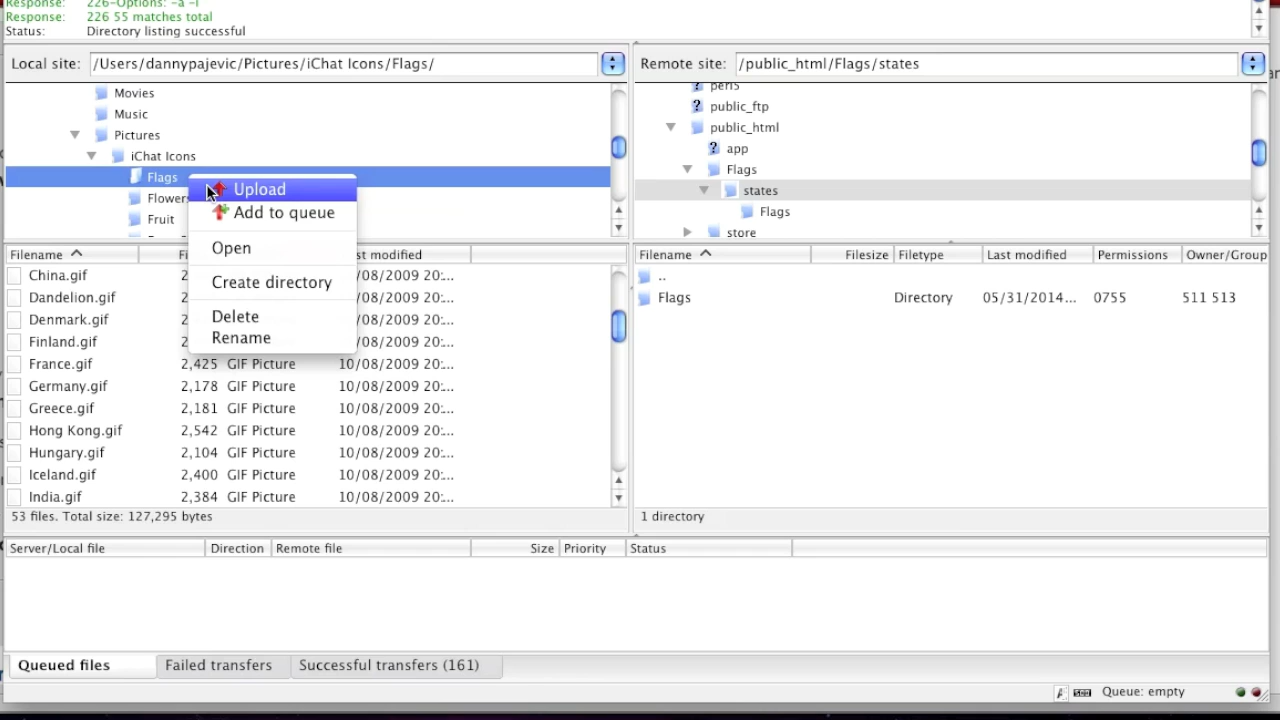 Response: 226-Options: -a -l
Response: 226 55 matches total
Status: Directory listing successful
Local site: /Users/dannypajevic/Pictures/iChat Icons/Flags/
Remote site: /public_html/Flags/states
Movies
Music
Pictures
iChat Icons
Flags
Fruit
Upload
Add to queue
Open
Create directory
Delete
Rename
perl5
? public_ftp
public_html
? app
Flags
states
Flags
store
Filename
China.gif /08/2009 20:...
Dandelion.gif /08/2009 20:...
Denmark.gif /08/2009 20:...
Finland.gif /08/2009 20:...
France.gif 2,425 GIF Picture 10/08/2009 20:...
Germany.gif 2,178 GIF Picture 10/08/2009 20:...
Greece.gif 2,181 GIF Picture 10/08/2009 20:...
Hong Kong.gif 2,542 GIF Picture 10/08/2009 20:...
Hungary.gif 2,104 GIF Picture 10/08/2009 20:...
Iceland.gif 2,400 GIF Picture 10/08/2009 20:...
India.gif 2,384 GIF Picture 10/08/2009 20:...
53 files. Total size: 127,295 bytes
Filename Filesize Filetype Last modified Permissions Owner/Group
..
Flags Directory 05/31/2014... 0755 511 513
1 directory
Server/Local file Direction Remote file Size Priority Status
Queued files Failed transfers Successful transfers (161)
Queue: empty